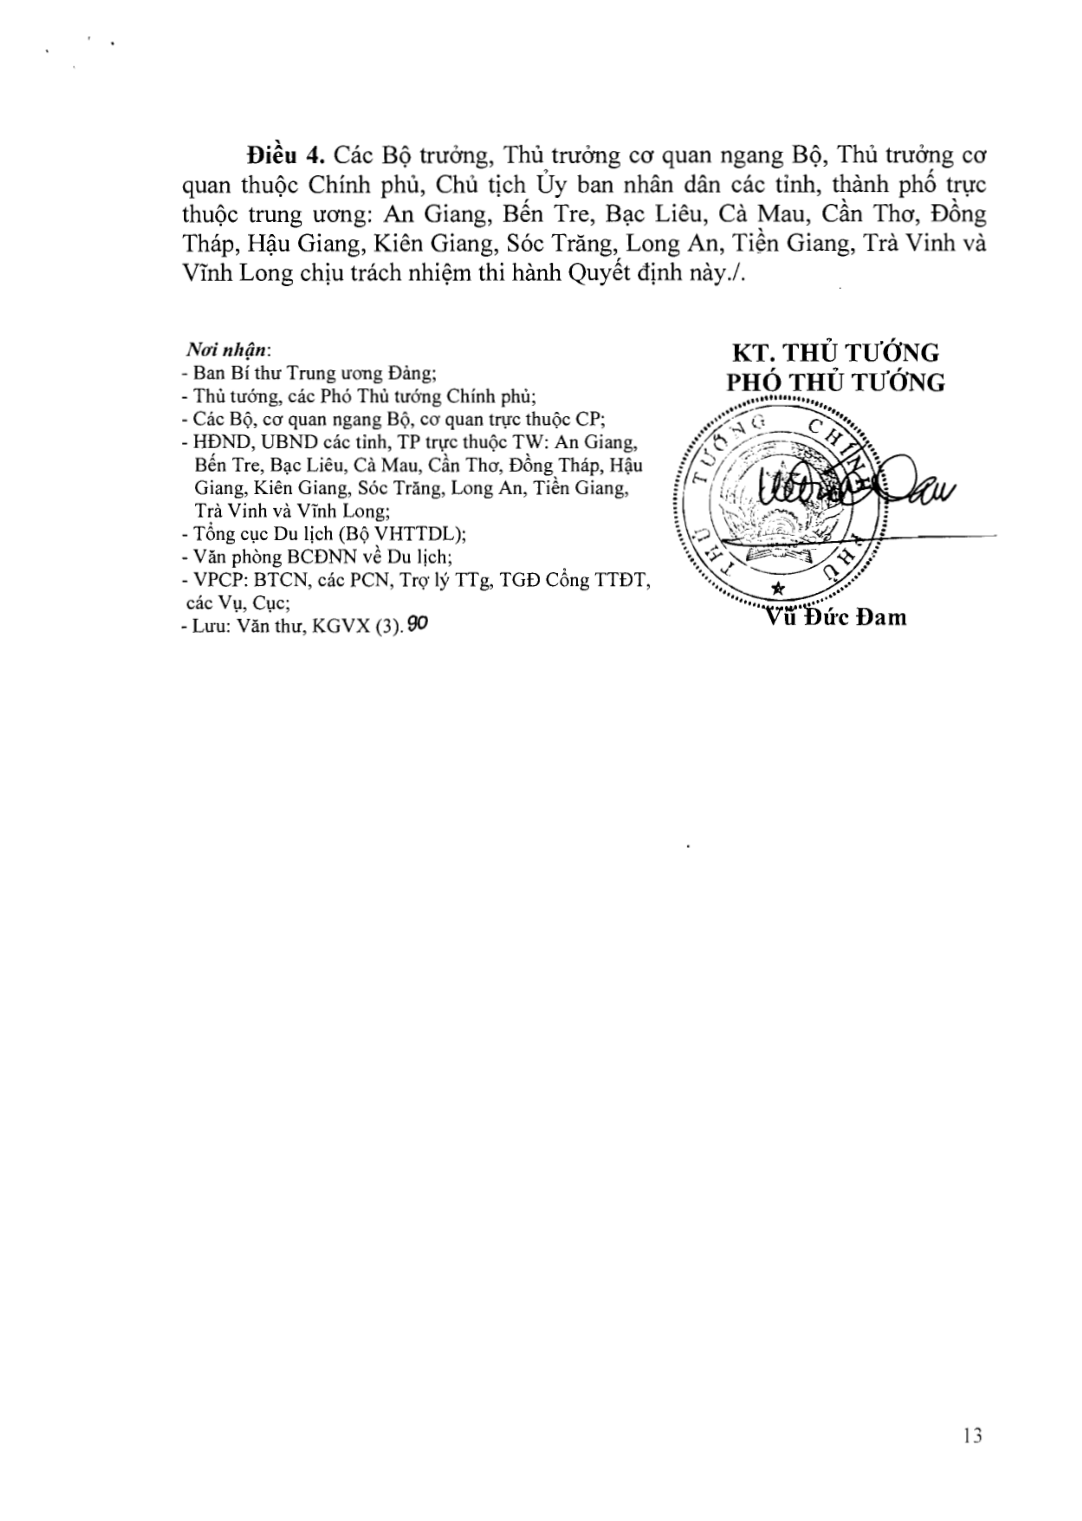 Điều 4. Các Bộ trưởng, Thủ trưởng cơ quan ngang Bộ, Thủ trưởng cơ
quan thuộc Chính phủ, Chủ tịch Ủy ban nhân dân các tỉnh, thành phố trực
thuộc trung ương: An Giang, Bến Tre, Bạc Liêu, Cà Mau, Cần Thơ, Đồng
Tháp, Hậu Giang, Kiên Giang, Sóc Trăng, Long An, Tiền Giang, Trà Vinh và
Vĩnh Long chịu trách nhiệm thi hành Quyết định này./.
Nơi nhận:
- Ban Bí thư Trung ương Đảng;
- Thủ tướng, các Phó Thủ tướng Chính phủ;
- Các Bộ, cơ quan ngang Bộ, cơ quan trực thuộc CP;
- HĐND, UBND các tỉnh, TP trực thuộc TW: An Giang,
Bến Tre, Bạc Liêu, Cà Mau, Cần Thơ, Đồng Tháp, Hậu
Giang, Kiên Giang, Sóc Trăng, Long An, Tiền Giang,
Trà Vinh và Vĩnh Long;
- Tổng cục Du lịch (Bộ VHTTDL);
- Văn phòng BCĐNN về Du lịch;
- VPCP: BTCN, các PCN, Trợ lý TTg, TGĐ Cổng TTĐT,
các Vụ, Cục;
- Lưu: Văn thư, KGVX (3). 90
KT. THỦ TƯỚNG
PHÓ THỦ TƯỚNG
THỦ TƯỚNG CHÍNH PHỦ
Vũ Đức Đam
13